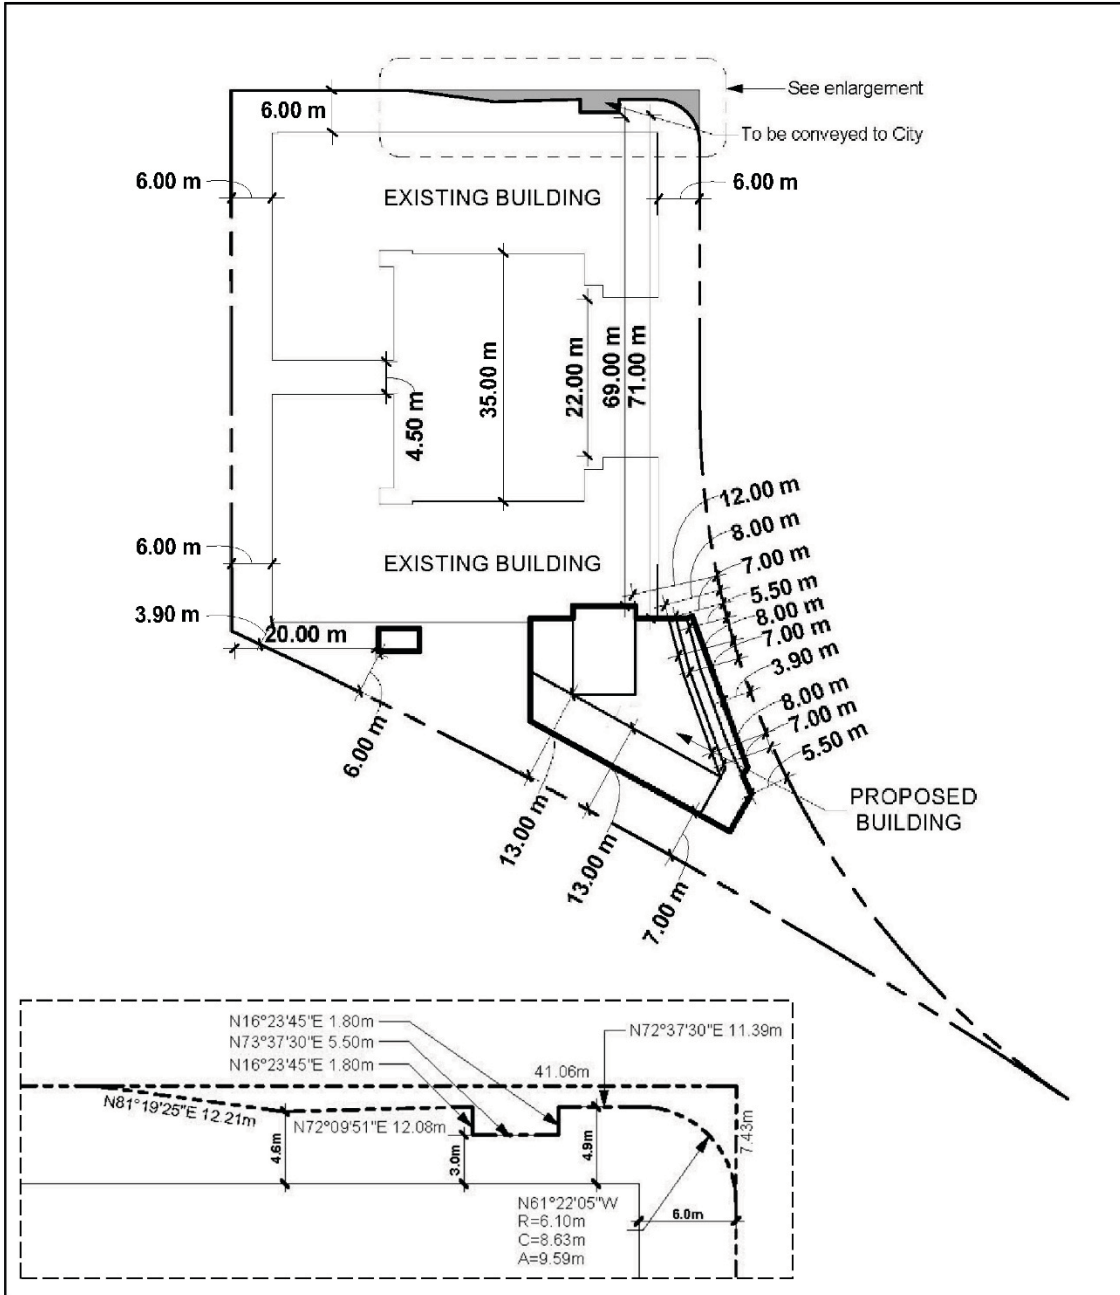 See enlargement
6.00 m
To be conveyed to City
6.00 m
6.00 m
EXISTING BUILDING
35.00 m
22.00 m
69.00 m
71.00 m
4.50 m
12.00 m
8.00 m
6.00 m
EXISTING BUILDING
7.00 m
5.50 m
3.90 m
20.00 m
8.00 m
7.00 m
3.90 m
8.00 m
7.00 m
5.50 m
6.00 m
13.00 m
13.00 m
7.00 m
PROPOSED
BUILDING
N16°23'45"E 1.80m
N73°37'30"E 5.50m
N16°23'45"E 1.80m
N72°37'30"E 11.39m
41.06m
N81°19'25"E 12.21m
N72°09'51"E 12.08m
4.6m
3.0m
4.9m
7.43m
N61°22'05"W
R=6.10m
C=8.63m
A=9.59m
6.0m